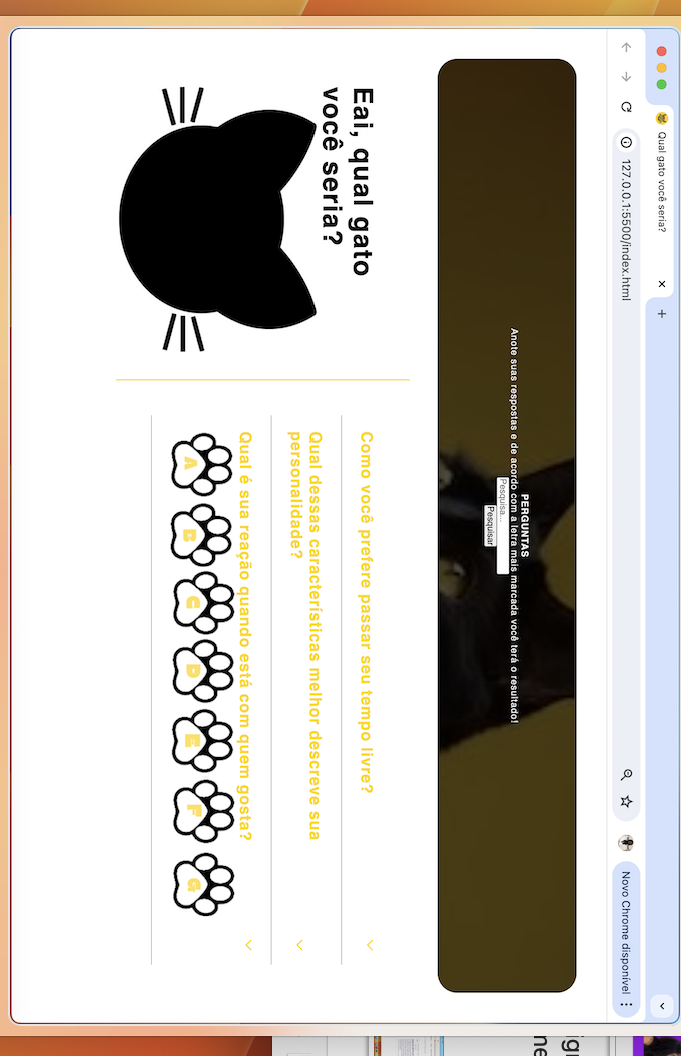 Qual gato você seria?
127.0.0.1:5500/index.html
Novo Chrome disponível
PERGUNTAS
Anote suas respostas e de acordo com a letra mais marcada você terá o resultado!
Pesquisa...
Pesquisar
Eai, qual gato
você seria?
Como você prefere passar seu tempo livre?
Qual dessas características melhor descreve sua
personalidade?
Qual é sua reação quando está com quem gosta?
A
B
C
D
E
F
G